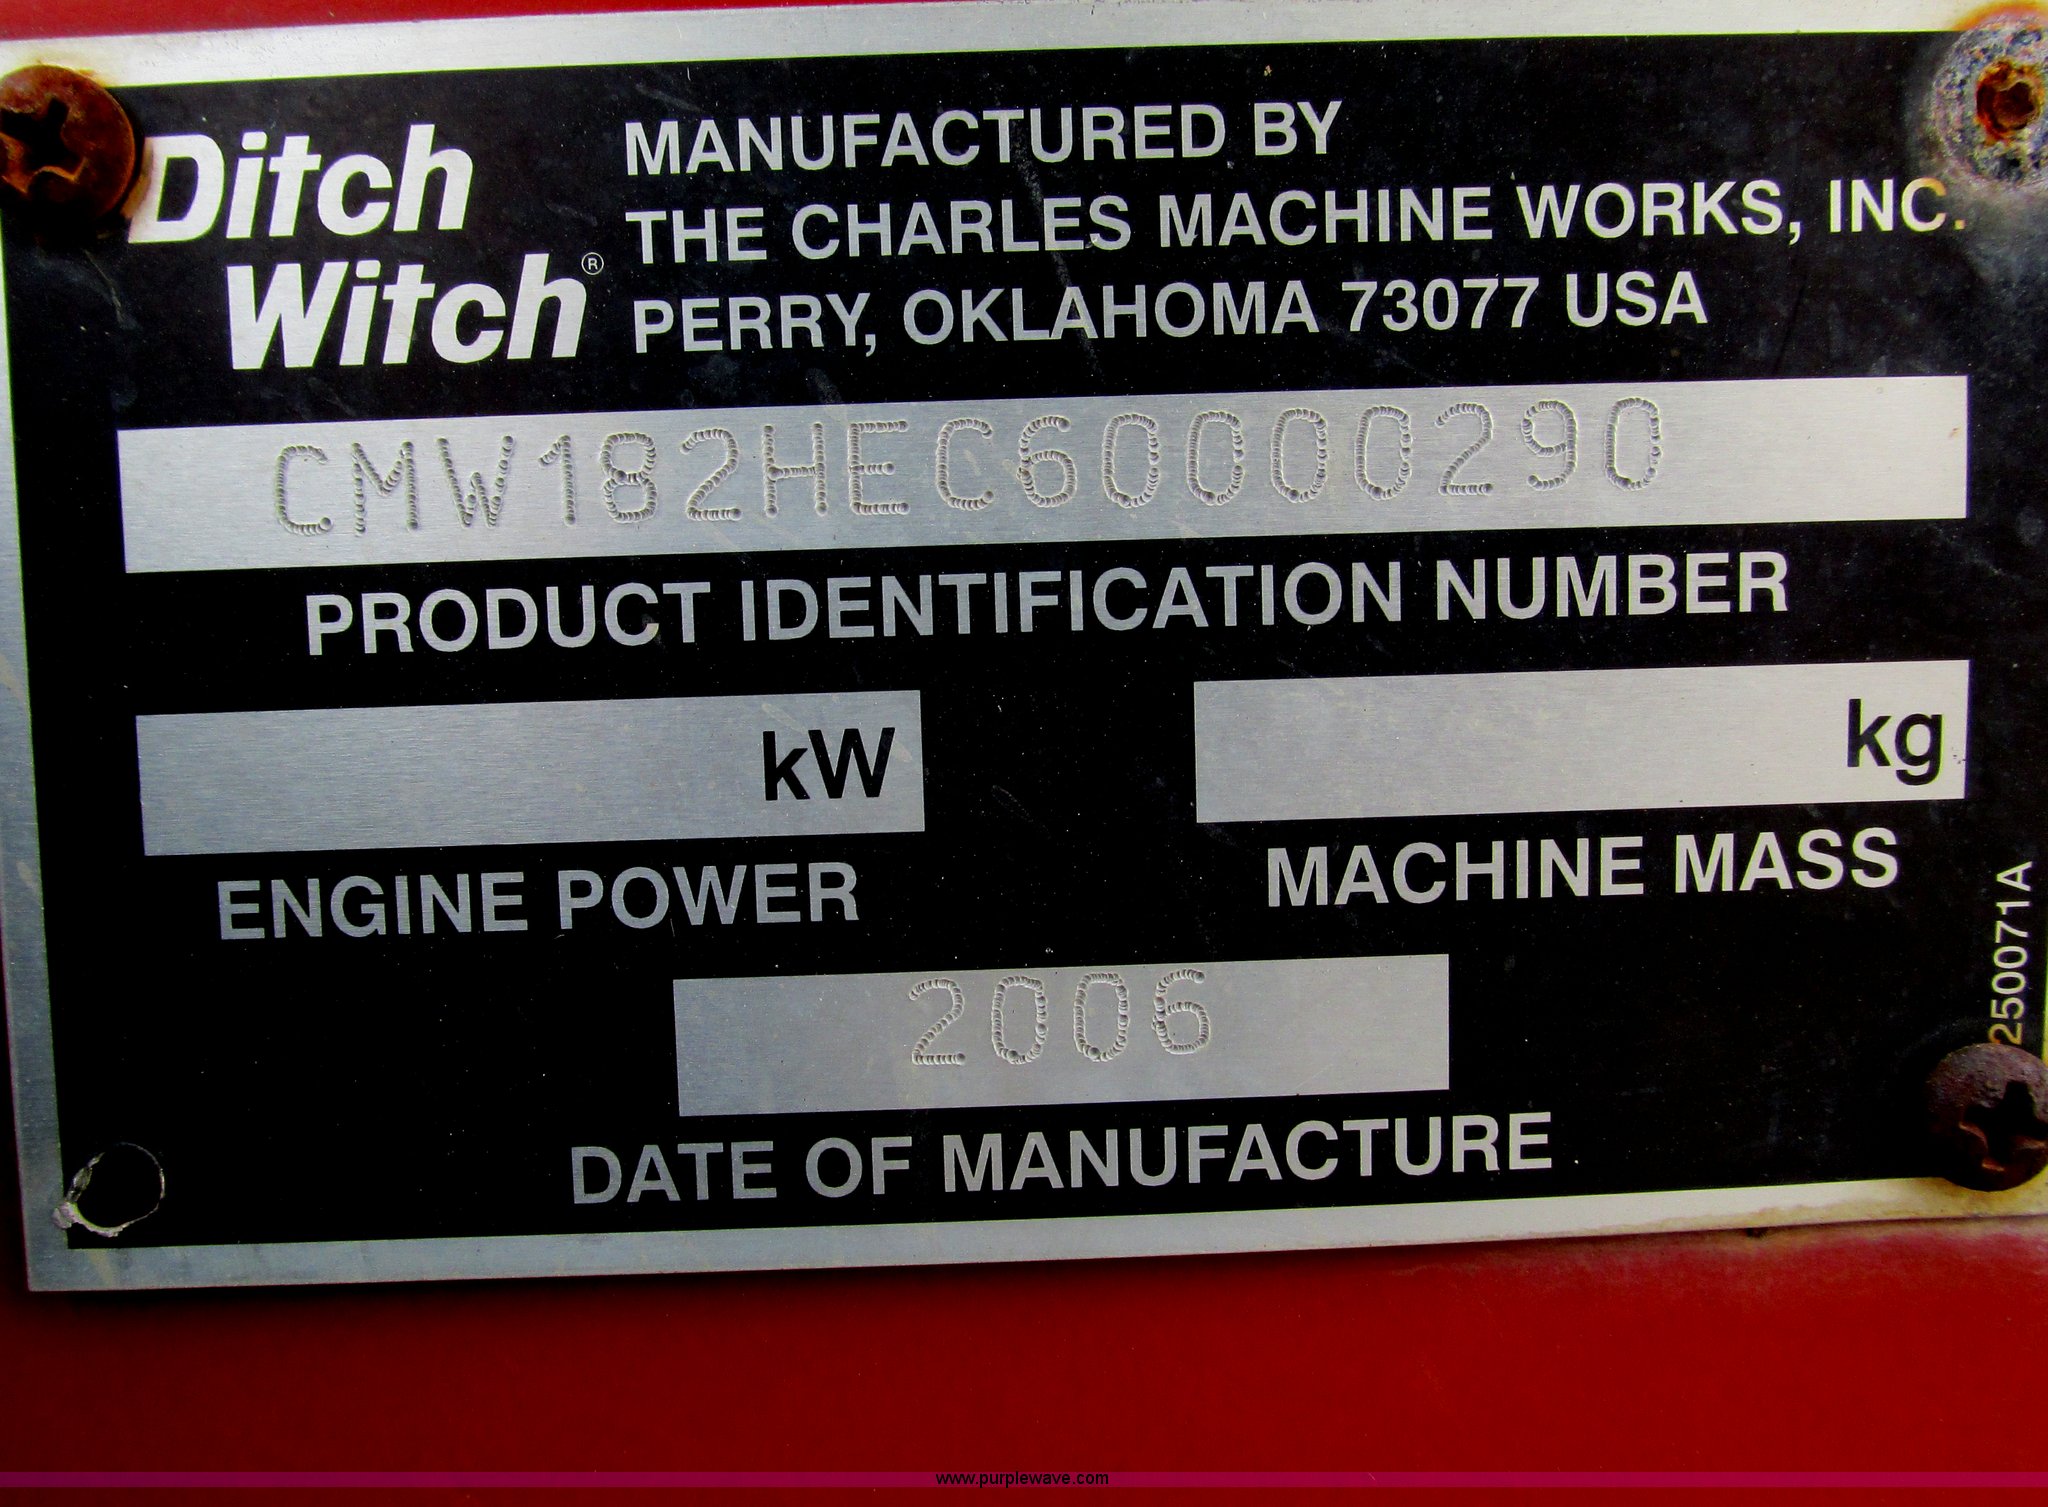 Ditch
Witch®
MANUFACTURED BY
THE CHARLES MACHINE WORKS, INC.
PERRY, OKLAHOMA 73077 USA
CMW182HEC60000290
PRODUCT IDENTIFICATION NUMBER
kW
ENGINE POWER
kg
MACHINE MASS
2006
DATE OF MANUFACTURE
250071A
www.purplewave.com